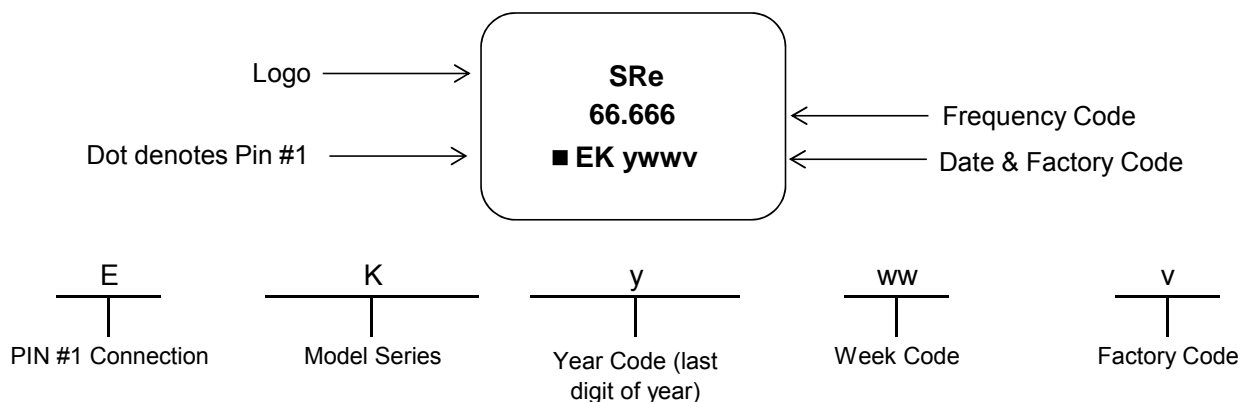 Logo
SRe
66.666
Frequency Code
Dot denotes Pin #1
■ EK ywwv
Date & Factory Code
E K y ww v
PIN #1 Connection Model Series Year Code (last digit of year) Week Code Factory Code